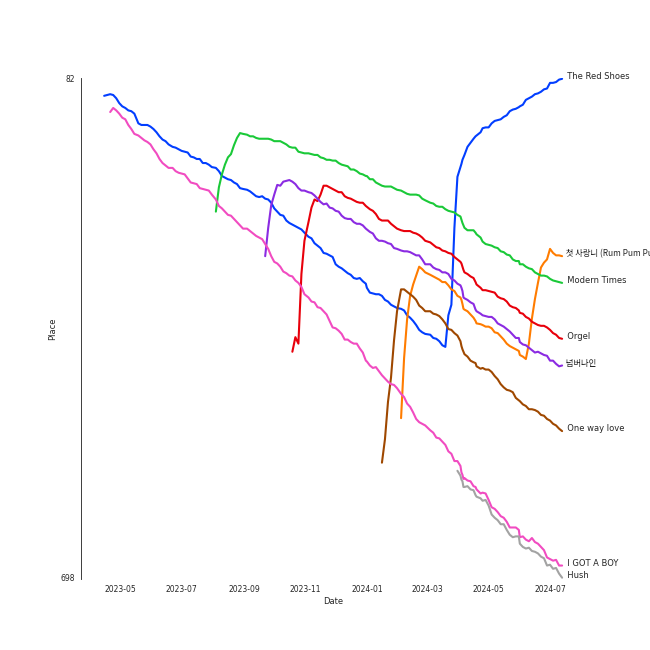 82
The Red Shoes
첫 사랑니 (Rum Pum Pu
Modern Times
Place
Orgel
넘버나인
One way love
I GOT A BOY
Hush
698
2023-05 2023-07 2023-09 2023-11 2024-01 2024-03 2024-05 2024-07
Date